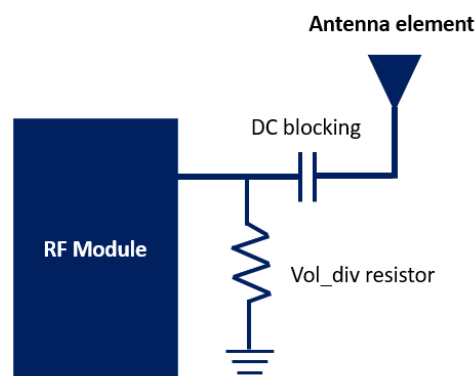 Antenna element
DC blocking
RF Module
Vol_div resistor